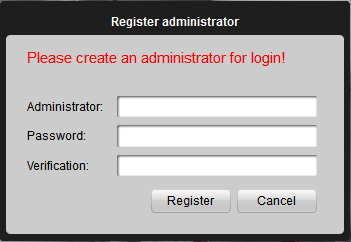 Register administrator
Please create an administrator for login!
Administrator:
Password:
Verification:
Register Cancel